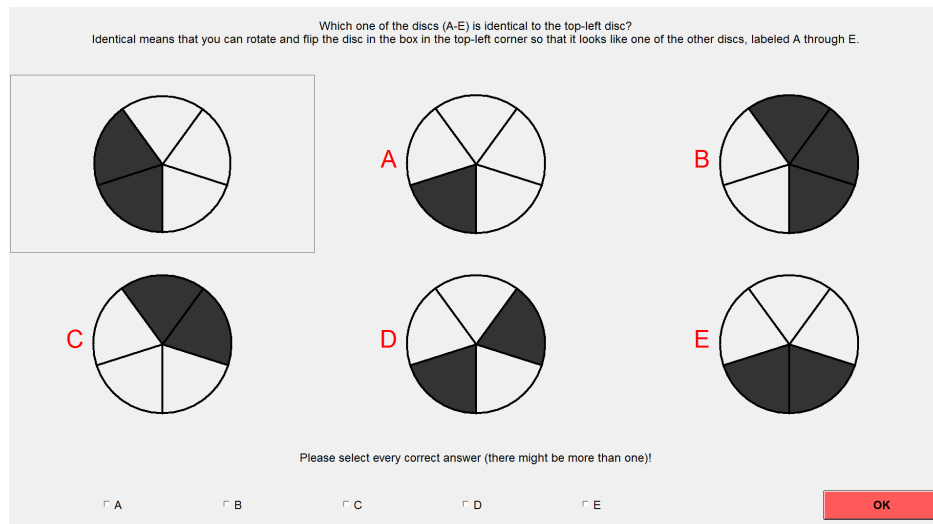 Which one of the discs (A-E) is identical to the top-left disc?
Identical means that you can rotate and flip the disc in the box in the top-left corner so that it looks like one of the other discs, labeled A through E.
A
B
C
D
E
Please select every correct answer (there might be more than one)!
A B C D E OK